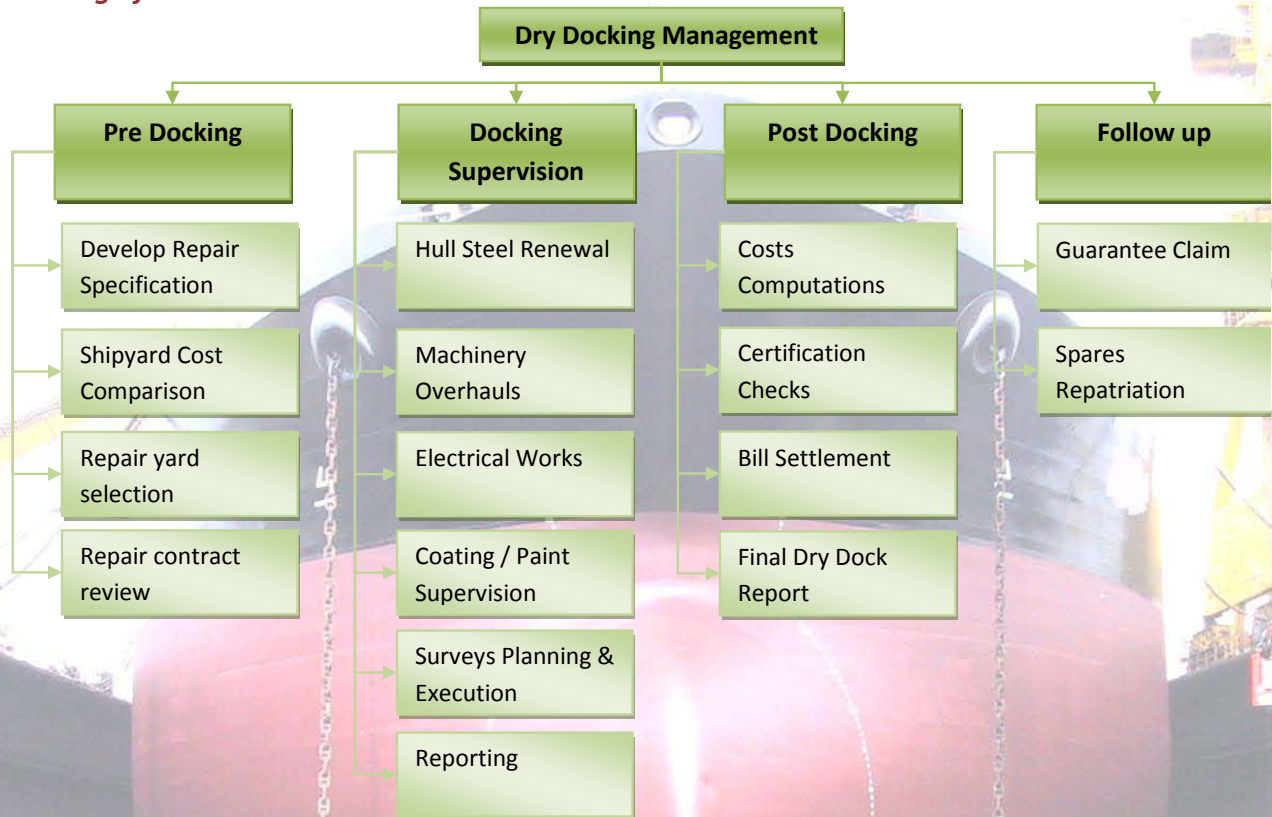 Dry Docking Management
Pre Docking
Develop Repair
Specification
Shipyard Cost
Comparison
Repair yard
selection
Repair contract
review
Docking
Supervision
Hull Steel Renewal
Machinery
Overhauls
Electrical Works
Coating / Paint
Supervision
Surveys Planning &
Execution
Reporting
Post Docking
Costs
Computations
Certification
Checks
Bill Settlement
Final Dry Dock
Report
Follow up
Guarantee Claim
Spares
Repatriation